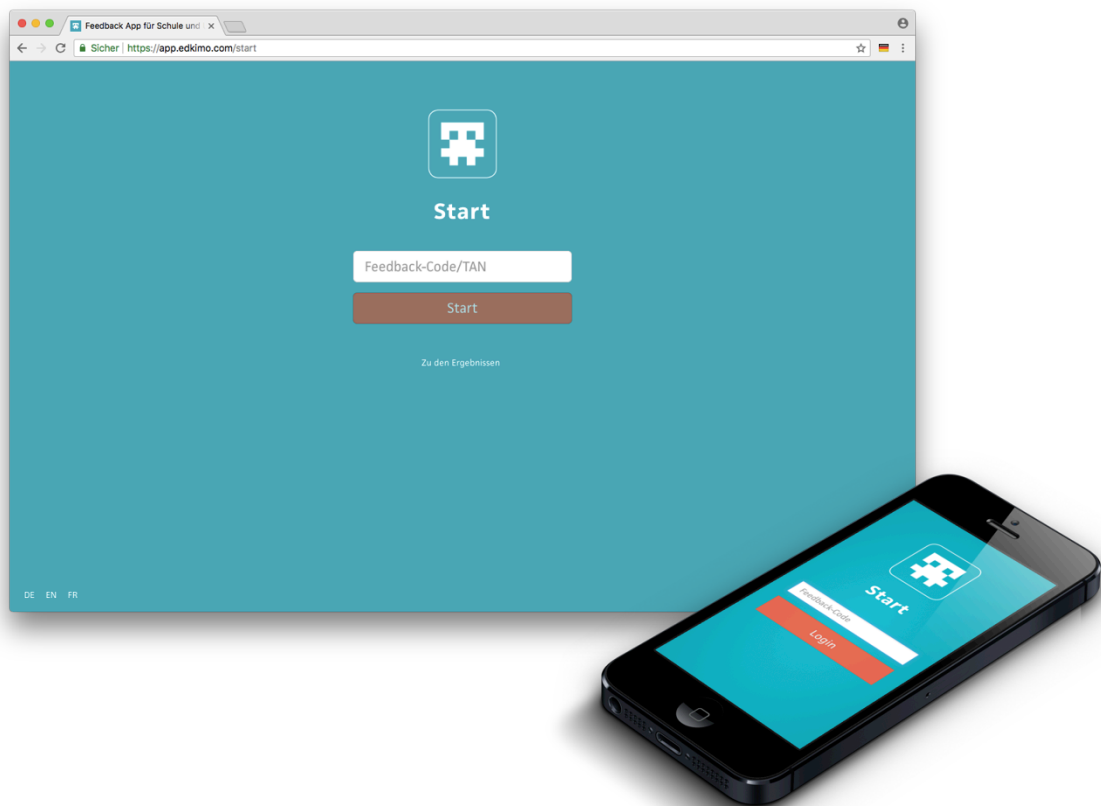 Feedback App für Schule und
Sicher | https://app.edkimo.com/start
Start
Feedback-Code/TAN
Start
Zu den Ergebnissen
DE EN FR
Start
Feedback-Code
Login